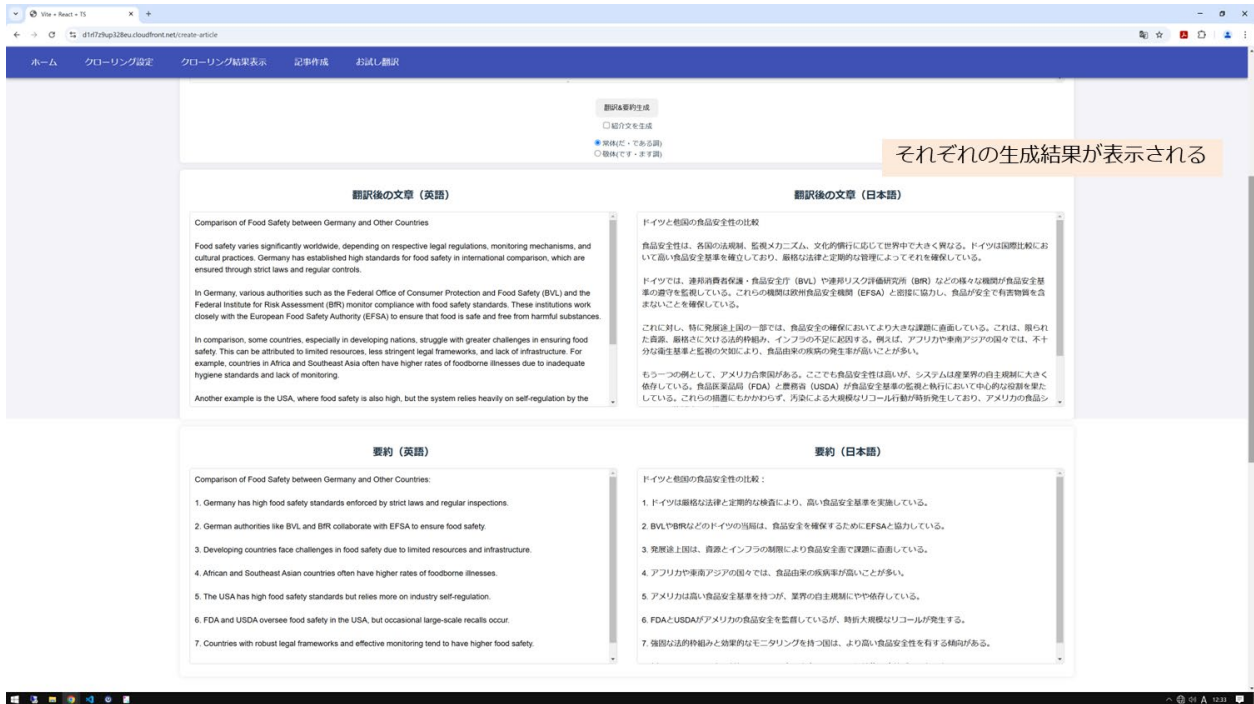 Vite + React + TS
d1rl7z9up328eu.cloudfront.net/create-article
ホーム クローリング設定 クローリング結果表示 記事作成 お試し翻訳
翻訳&要約生成
紹介文を生成
常体(だ・である調)
敬体(です・ます調)
それぞれの生成結果が表示される
翻訳後の文章（英語）
Comparison of Food Safety between Germany and Other Countries
Food safety varies significantly worldwide, depending on respective legal regulations, monitoring mechanisms, and
cultural practices. Germany has established high standards for food safety in international comparison, which are
ensured through strict laws and regular controls.
In Germany, various authorities such as the Federal Office of Consumer Protection and Food Safety (BVL) and the
Federal Institute for Risk Assessment (BfR) monitor compliance with food safety standards. These institutions work
closely with the European Food Safety Authority (EFSA) to ensure that food is safe and free from harmful substances.
In comparison, some countries, especially in developing nations, struggle with greater challenges in ensuring food
safety. This can be attributed to limited resources, less stringent legal frameworks, and lack of infrastructure. For
example, countries in Africa and Southeast Asia often have higher rates of foodborne illnesses due to inadequate
hygiene standards and lack of monitoring.
Another example is the USA, where food safety is also high, but the system relies heavily on self-regulation by the
翻訳後の文章（日本語）
ドイツと他国の食品安全性の比較
食品安全性は、各国の法規制、監視メカニズム、文化的慣行に応じて世界中で大きく異なる。ドイツは国際比較にお
いて高い食品安全基準を確立しており、厳格な法律と定期的な管理によってそれを確保している。
ドイツでは、連邦消費者保護・食品安全庁（BVL）や連邦リスク評価研究所（BfR）などの様々な機関が食品安全基
準の遵守を監視している。これらの機関は欧州食品安全機関（EFSA）と密接に協力し、食品が安全で有害物質を含
まないことを確保している。
これに対し、特に発展途上国の一部では、食品安全の確保においてより大きな課題に直面している。これは、限られ
た資源、厳格さに欠ける法的枠組み、インフラの不足に起因する。例えば、アフリカや東南アジアの国々では、不十
分な衛生基準と監視の欠如により、食品由来の疾病の発生率が高いことが多い。
もう一つの例として、アメリカ合衆国がある。ここでも食品安全性は高いが、システムは産業界の自主規制に大きく
依存している。食品医薬品局（FDA）と農務省（USDA）が食品安全基準の監視と執行において中心的な役割を果た
している。これらの措置にもかかわらず、汚染による大規模なリコール行動が時折発生しており、アメリカの食品シ
要約（英語）
Comparison of Food Safety between Germany and Other Countries:
1. Germany has high food safety standards enforced by strict laws and regular inspections.
2. German authorities like BVL and BfR collaborate with EFSA to ensure food safety.
3. Developing countries face challenges in food safety due to limited resources and infrastructure.
4. African and Southeast Asian countries often have higher rates of foodborne illnesses.
5. The USA has high food safety standards but relies more on industry self-regulation.
6. FDA and USDA oversee food safety in the USA, but occasional large-scale recalls occur.
7. Countries with robust legal frameworks and effective monitoring tend to have higher food safety.
要約（日本語）
ドイツと他国の食品安全性の比較：
1. ドイツは厳格な法律と定期的な検査により、高い食品安全基準を実施している。
2. BVLやBfRなどのドイツの当局は、食品安全を確保するためにEFSAと協力している。
3. 発展途上国は、資源とインフラの制限により食品安全面で課題に直面している。
4. アフリカや東南アジアの国々では、食品由来の疾病率が高いことが多い。
5. アメリカは高い食品安全基準を持つが、業界の自主規制にやや依存している。
6. FDAとUSDAがアメリカの食品安全を監督しているが、時折大規模なリコールが発生する。
7. 強固な法的枠組みと効果的なモニタリングを持つ国は、より高い食品安全性を有する傾向がある。
A 12:33